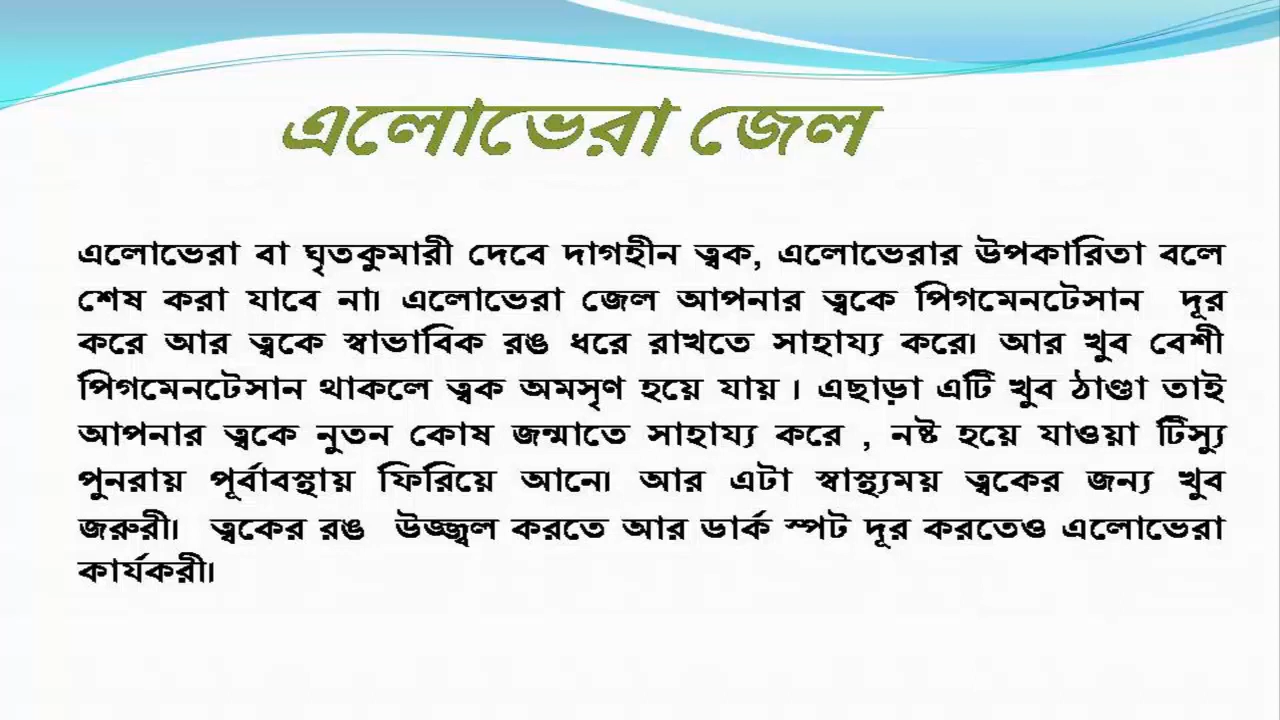 এলোভেরা জেল
এলোভেরা বা ঘৃতকুমারী দেবে দাগহীন ত্বক, এলোভেরার উপকারিতা বলে
শেষ করা যাবে না। এলোভেরা জেল আপনার ত্বকে পিগমেনটেসান দূর
করে আর ত্বকে স্বাভাবিক রঙ ধরে রাখতে সাহায্য করে। আর খুব বেশী
পিগমেনটেসান থাকলে ত্বক অমসৃণ হয়ে যায় । এছাড়া এটি খুব ঠাণ্ডা তাই
আপনার ত্বকে নুতন কোষ জন্মাতে সাহায্য করে , নষ্ট হয়ে যাওয়া টিস্যু
পুনরায় পূর্বাবস্থায় ফিরিয়ে আনে। আর এটা স্বাস্থ্যময় ত্বকের জন্য খুব
জরুরী। ত্বকের রঙ উজ্জ্বল করতে আর ডার্ক স্পট দূর করতেও এলোভেরা
কার্যকরী।